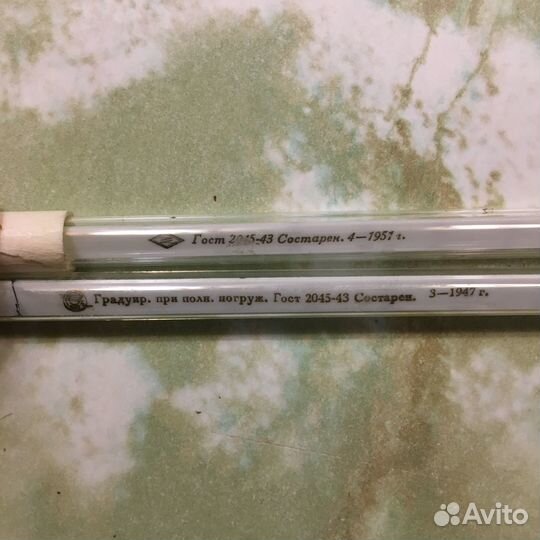 Гост 2045-43 Состарен. 4—1951 г.
Градуир. при полн. погруж. Гост 2045-43 Состарен. 3—1947 г.
Avito